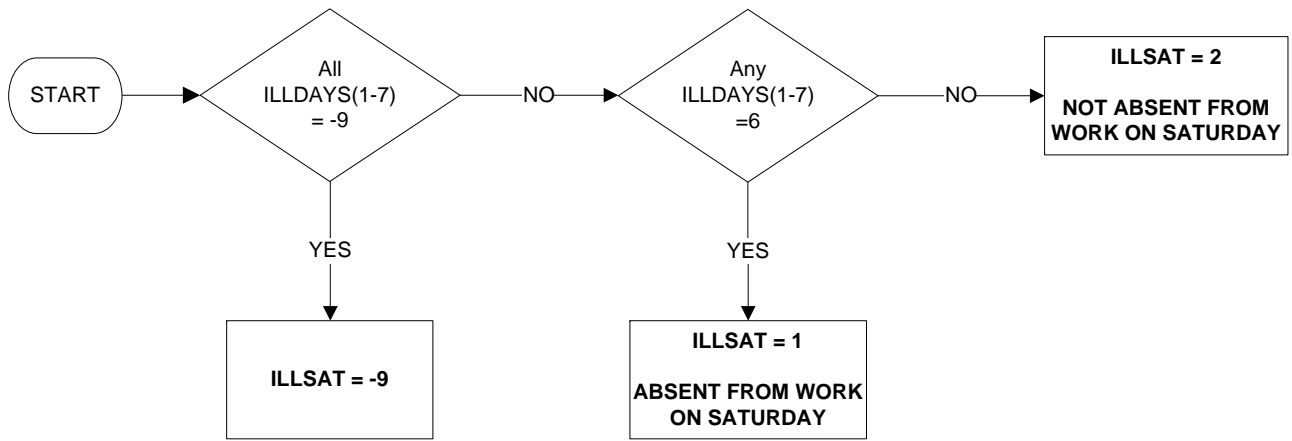 START
All
ILLDAYS(1-7)
= -9
NO
Any
ILLDAYS(1-7)
=6
NO
ILLSAT = 2
NOT ABSENT FROM
WORK ON SATURDAY
YES
YES
ILLSAT = -9
ILLSAT = 1
ABSENT FROM WORK
ON SATURDAY